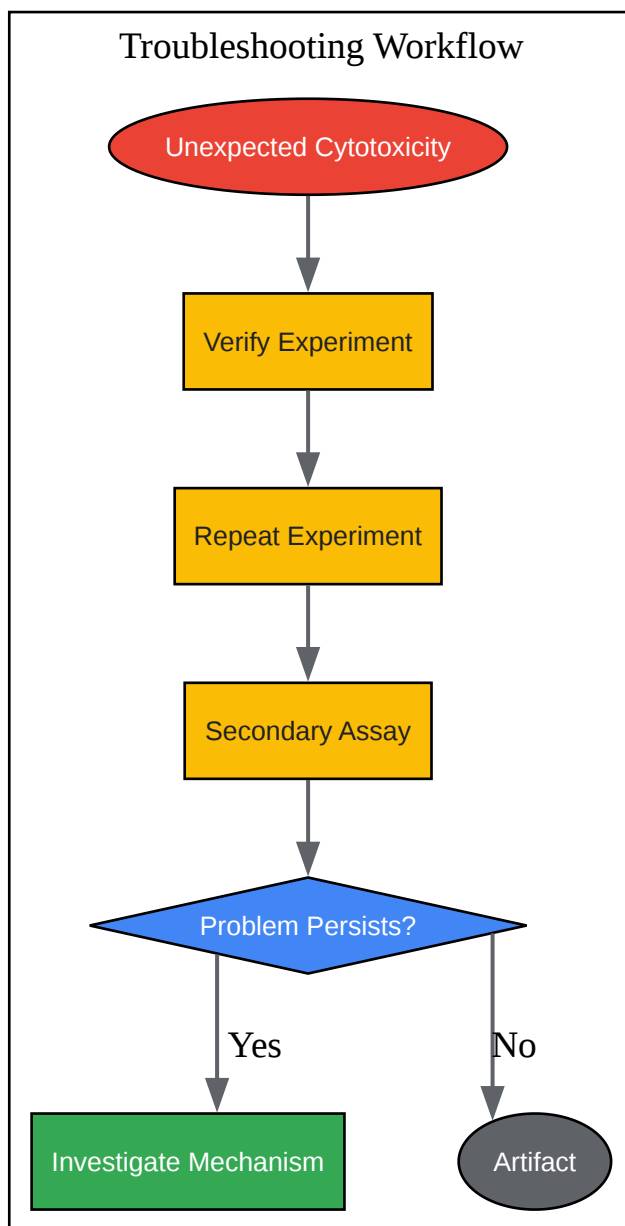 Troubleshooting Workflow
Unexpected Cytotoxicity
Verify Experiment
Repeat Experiment
Secondary Assay
Problem Persists?
Yes
No
Investigate Mechanism
Artifact